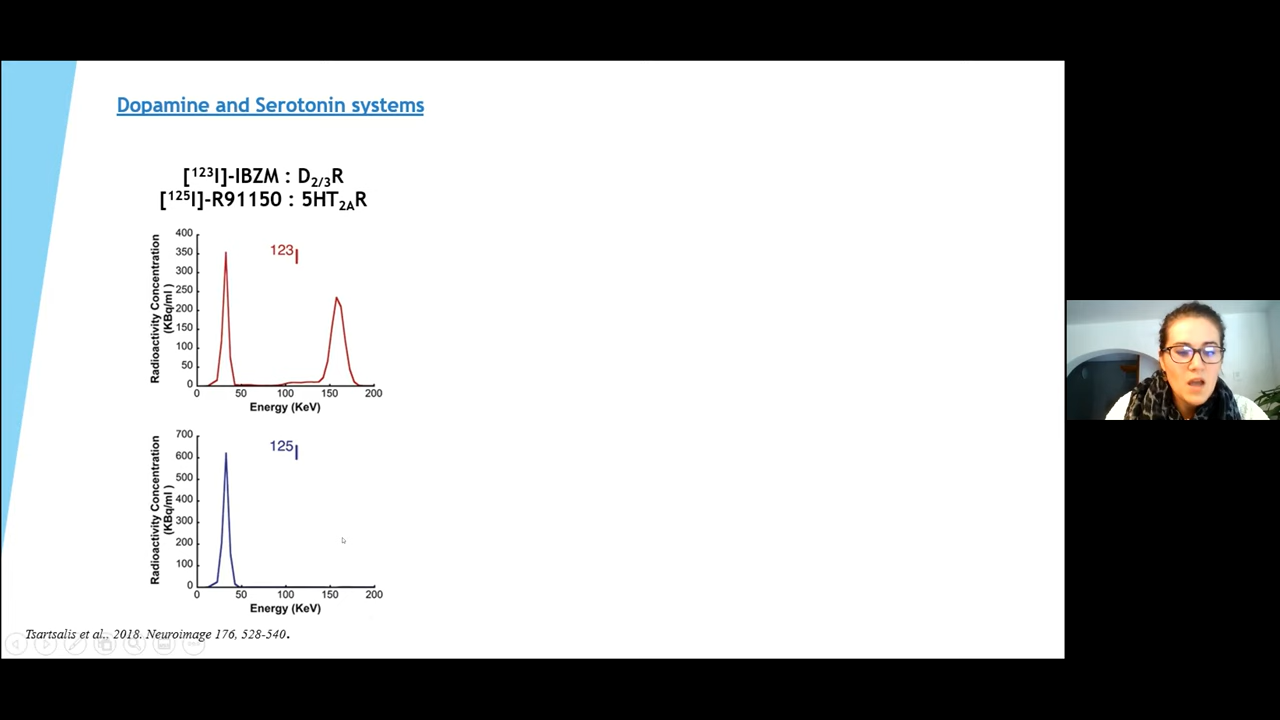 Dopamine and Serotonin systems
[¹²³I]-IBZM : D₂/₃R
[¹²⁵I]-R91150 : 5HT₂ₐR
400
350
300
250
200
150
100
50
0
Radioactivity Concentration
(KBq/ml )
123I
0
50
100
150
200
Energy (KeV)
700
600
500
400
300
200
100
0
Radioactivity Concentration
(KBq/ml )
125I
0
50
100
150
200
Energy (KeV)
Tsartsalis et al., 2018. Neuroimage 176, 528-540.